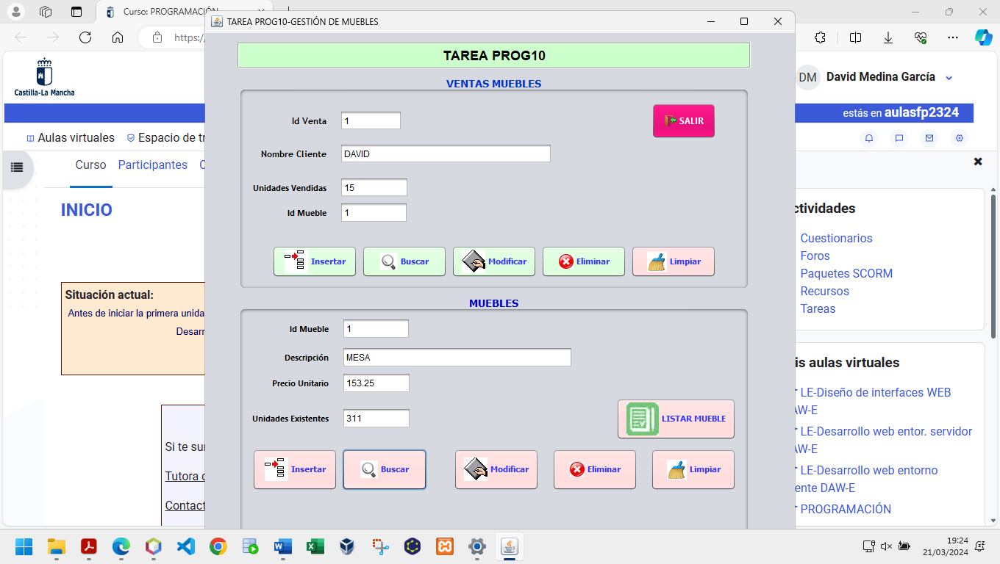 Curso: PROGRAMACIÓN
TAREA PROG10-GESTIÓN DE MUEBLES
https:/
TAREA PROG10
Castilla-La Mancha
DM David Medina García
estás en aulasfp2324
Aulas virtuales
Espacio de tr
Curso
Participantes
C
INICIO
Situación actual:
Antes de iniciar la primera unida
Desarr
Si te sur
Tutora
Contact
VENTAS MUEBLES
Id Venta 1
SALIR
Nombre Cliente DAVID
Unidades Vendidas 15
Id Mueble 1
Insertar Buscar Modificar Eliminar Limpiar
MUEBLES
Id Mueble 1
Descripción MESA
Precio Unitario 153.25
Unidades Existentes 311
LISTAR MUEBLE
Insertar Buscar Modificar Eliminar Limpiar
ctividades
Cuestionarios
Foros
Paquetes SCORM
Recursos
Tareas
is aulas virtuales
LE-Diseño de interfaces WEB
AW-E
LE-Desarrollo web entor. servidor
AW-E
LE-Desarrollo web entorno
ente DAW-E
PROGRAMACIÓN
19:24
21/03/2024